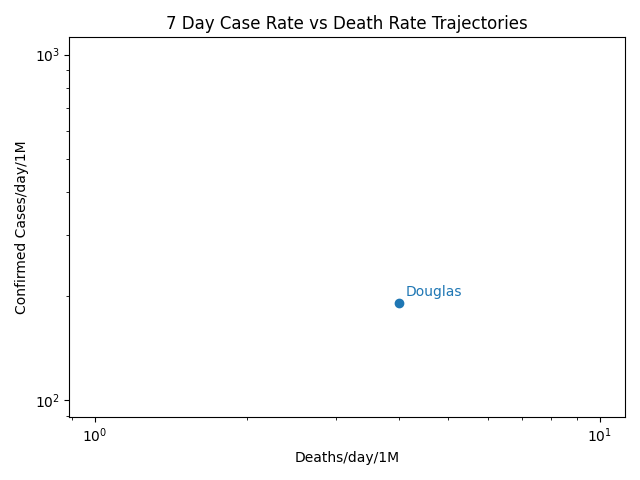 7 Day Case Rate vs Death Rate Trajectories
Confirmed Cases/day/1M
10³
10²
Douglas
10⁰
10¹
Deaths/day/1M